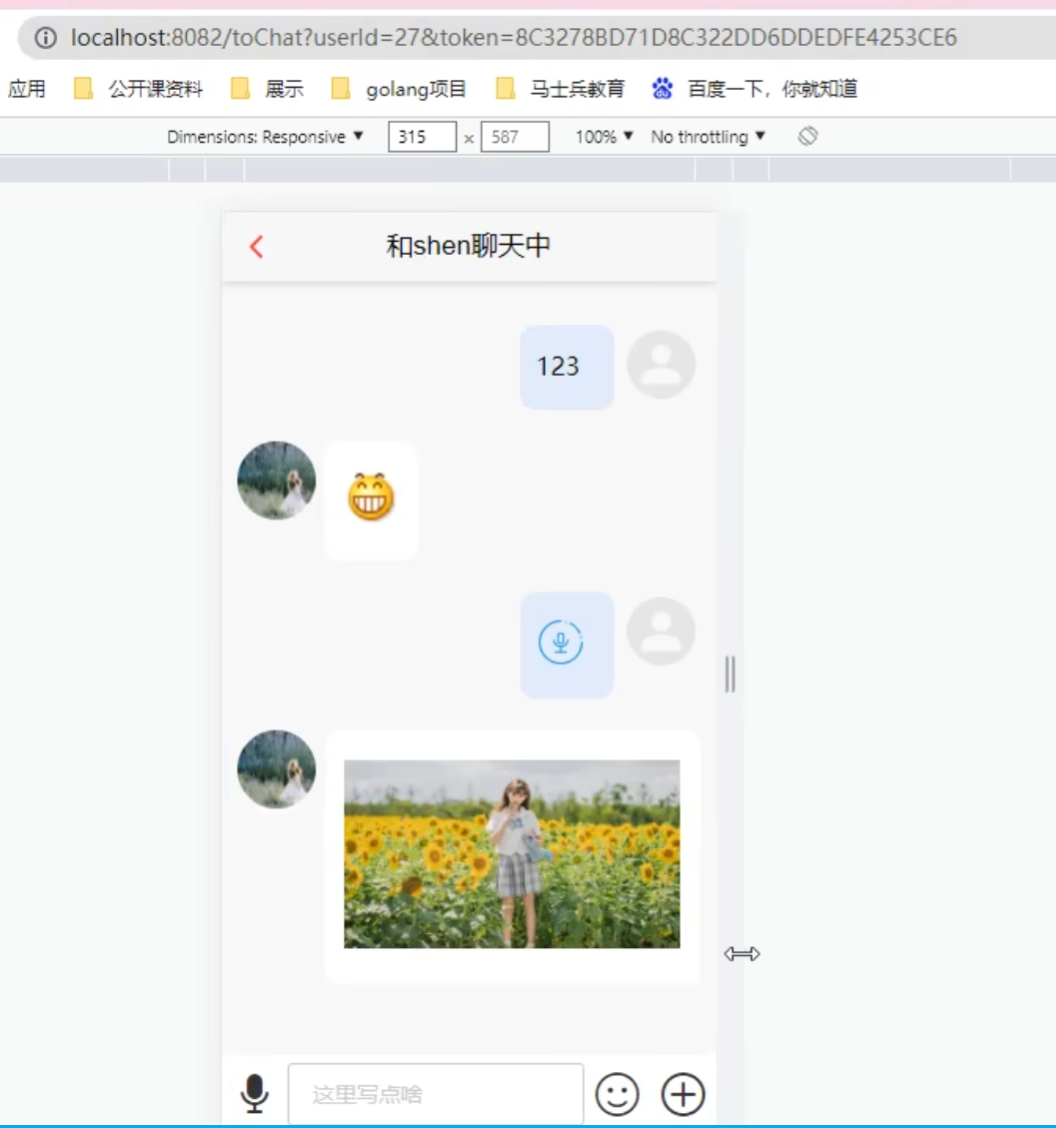 localhost:8082/toChat?userId=27&token=8C3278BD71D8C322DD6DDEDFE4253CE6
应用 公开课资料 展示 golang项目 马士兵教育 百度一下，你就知道
Dimensions: Responsive ▼ 315 × 587 100% ▼ No throttling ▼
和shen聊天中
123
这里写点啥